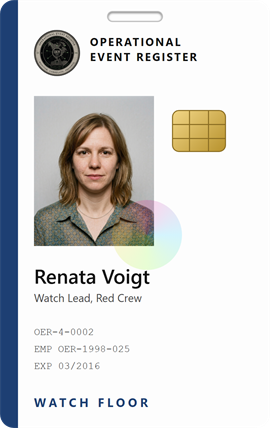 OPERATIONAL
EVENT REGISTER
Renata Voigt
Watch Lead, Red Crew
OER-4-0002
EMP OER-1998-025
EXP 03/2016
WATCH FLOOR